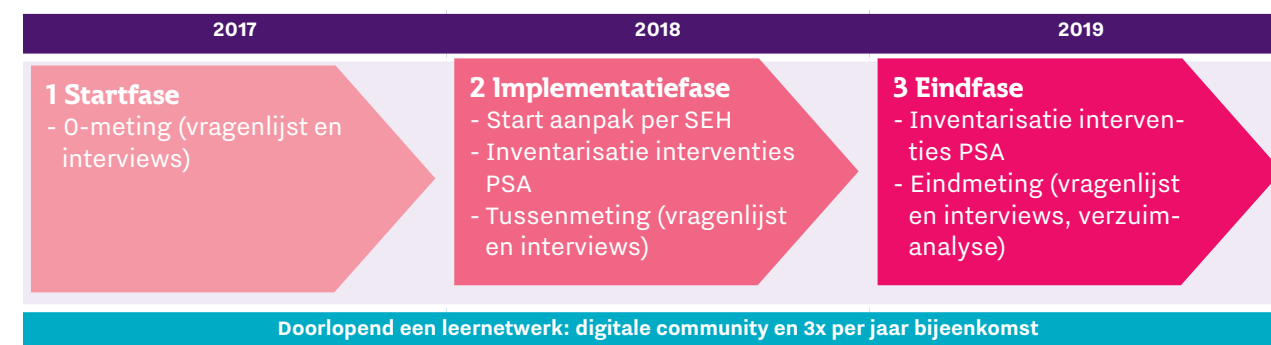 2017
2018
2019
1 Startfase
- 0-meting (vragenlijst en
interviews)
2 Implementatiefase
- Start aanpak per SEH
- Inventarisatie interventies
PSA
- Tussenmeting (vragenlijst
en interviews)
3 Eindfase
- Inventarisatie interven-
ties PSA
- Eindmeting (vragenlijst
en interviews, verzuim-
analyse)
Doorlopend een leernetwerk: digitale community en 3x per jaar bijeenkomst